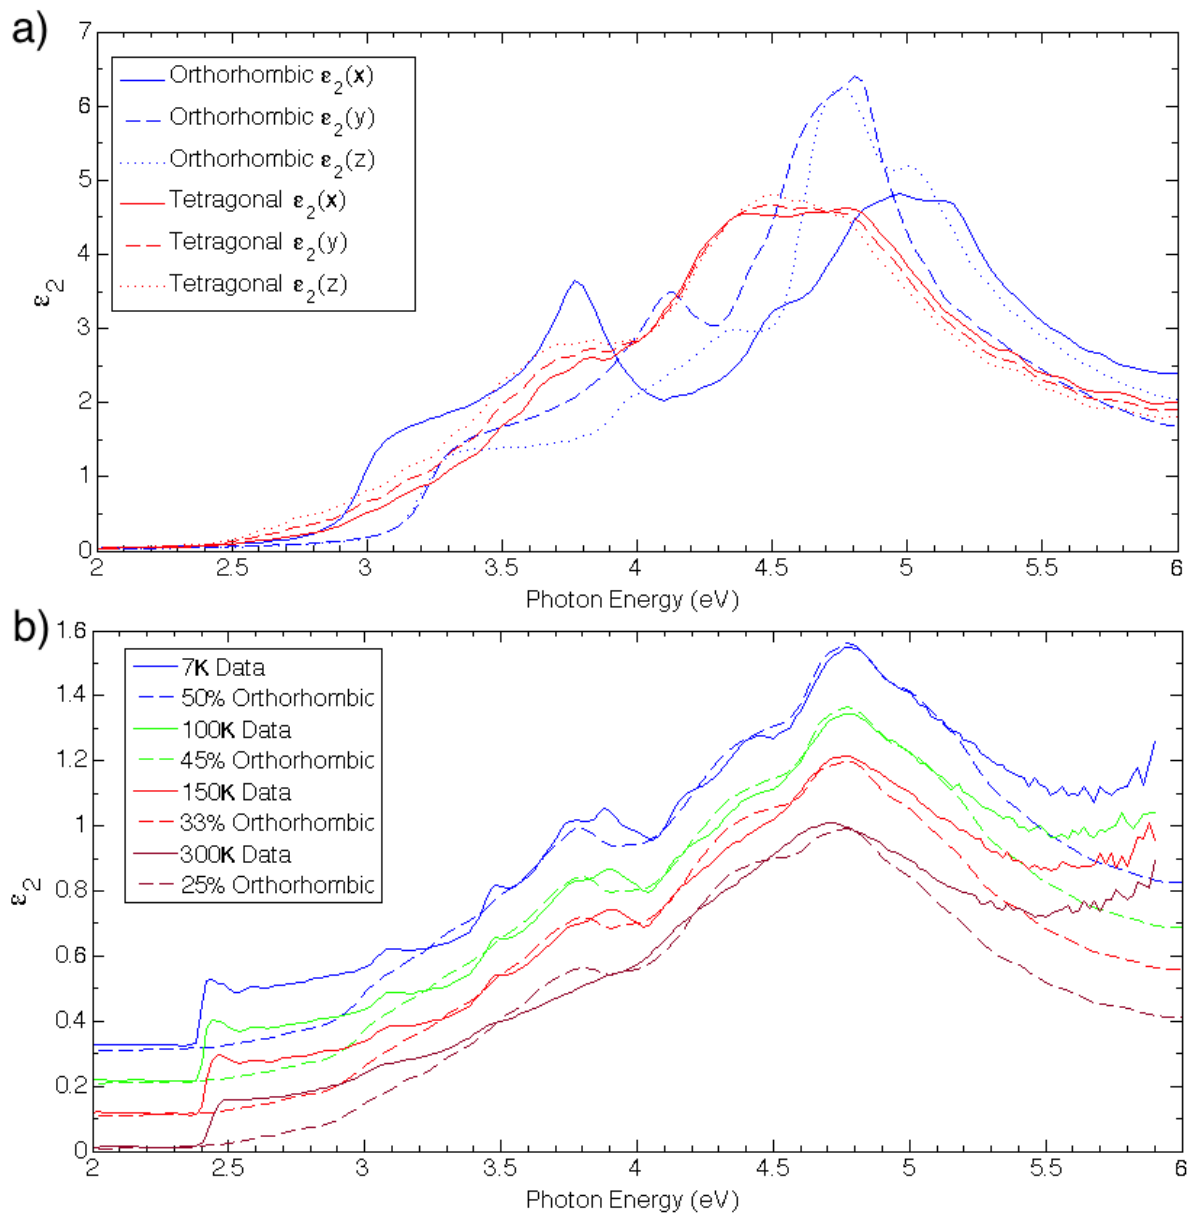 a)
7
6
5
4
3
2
1
0
ε₂
Orthorhombic ε₂(x)
Orthorhombic ε₂(y)
Orthorhombic ε₂(z)
Tetragonal ε₂(x)
Tetragonal ε₂(y)
Tetragonal ε₂(z)
2 2.5 3 3.5 4 4.5 5 5.5 6
Photon Energy (eV)
b)
1.6
1.4
1.2
1
0.8
0.6
0.4
0.2
0
ε₂
7K Data
50% Orthorhombic
100K Data
45% Orthorhombic
150K Data
33% Orthorhombic
300K Data
25% Orthorhombic
2 2.5 3 3.5 4 4.5 5 5.5 6
Photon Energy (eV)